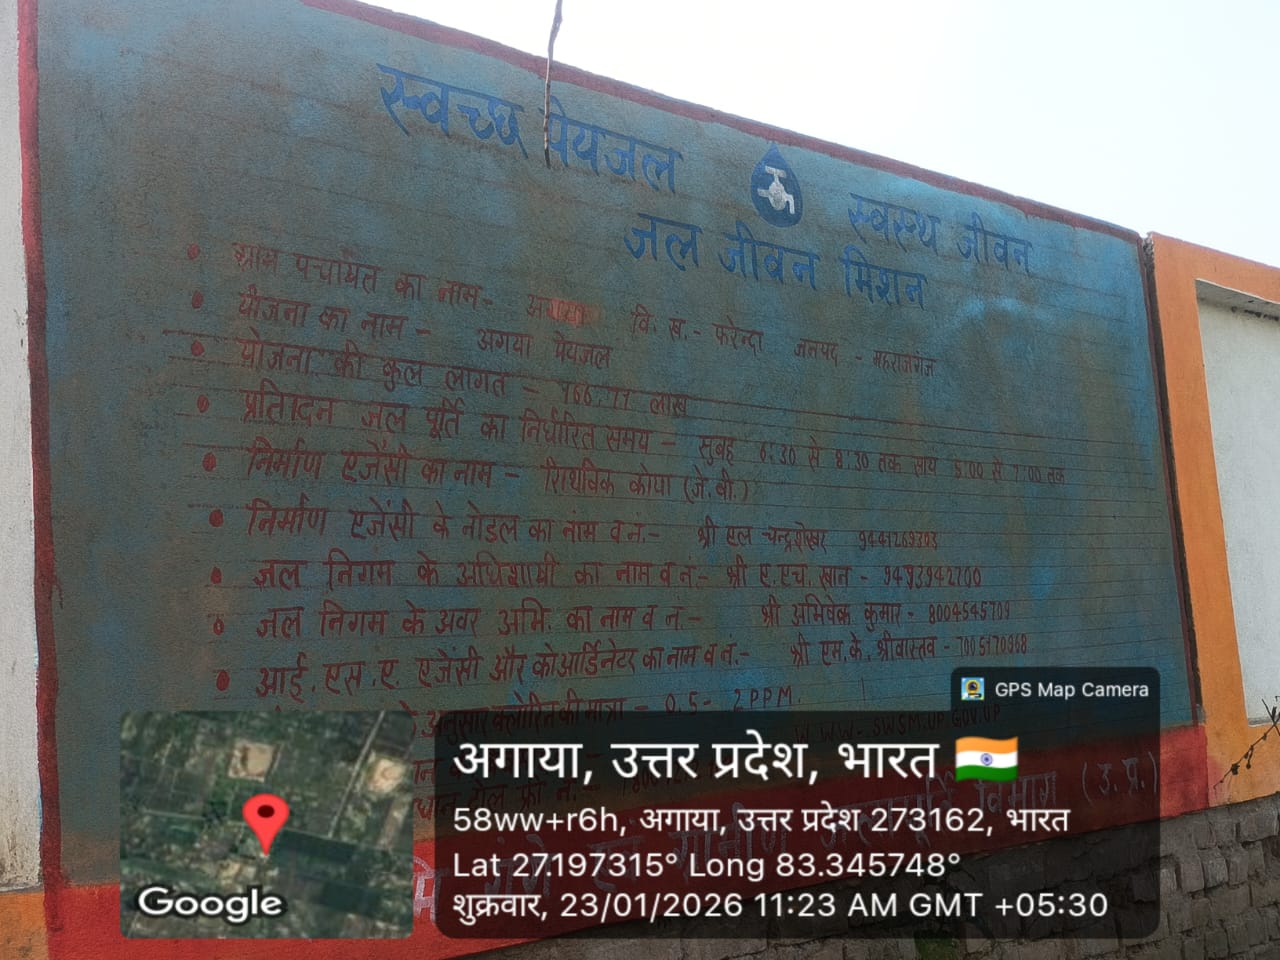 स्वच्छ पेयजल स्वस्थ जीवन
जल जीवन मिशन
ग्राम पंचायत का नाम- वि. ख.- फरेन्दा जनपद - महराजगंज
योजना का नाम - अगया पेयजल
योजना की कुल लागत - लाख
प्रतिदिन जल पूर्ति का निर्धारित समय - सुबह 6:30 से 8:30 तक सायं 5:00 से 7:00 तक
निर्माण एजेंसी का नाम - (जे.वी.)
निर्माण एजेंसी के नोडल का नाम व नं.- श्री एल चन्द्रशेखर
जल निगम के अधिशाषी का नाम व नं:- श्री ए.एच. खान - 9473942700
जल निगम के अवर अभि. का नाम व नं.- श्री अभिषेक कुमार - 8004545709
आई.एस.ए. एजेंसी और कोआर्डिनेटर का नाम व नं.- श्री एम.के. श्रीवास्तव -
अनुसार क्लोरिन की मात्रा - 0.5- 2 PPM.
WWW- SWSM.UP.GOV.UP
टोल फ्री नं.-
ग्रामीण जलापूर्ति विभाग (उ.प्र.)
GPS Map Camera
अगाया, उत्तर प्रदेश, भारत
58ww+r6h, अगाया, उत्तर प्रदेश 273162, भारत
Lat 27.197315° Long 83.345748°
शुक्रवार, 23/01/2026 11:23 AM GMT +05:30
Google